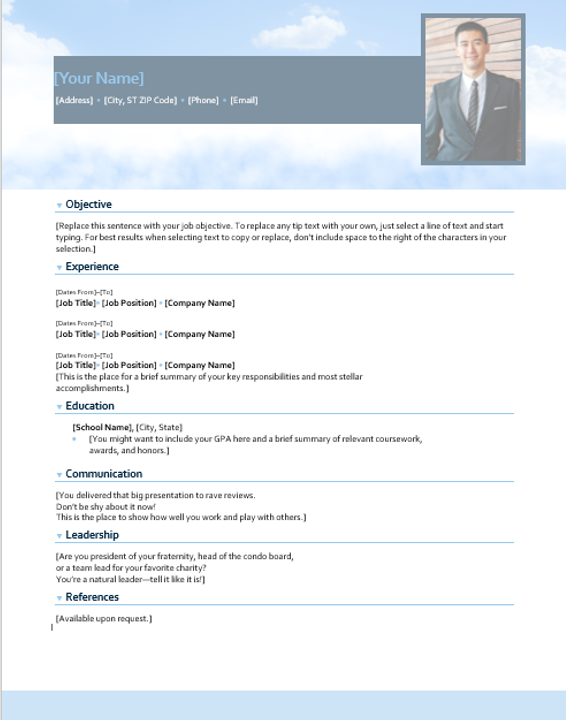 [Your Name]
[Address] • [City, ST ZIP Code] • [Phone] • [Email]
Objective
[Replace this sentence with your job objective. To replace any tip text with your own, just select a line of text and start
typing. For best results when selecting text to copy or replace, don't include space to the right of the characters in your
selection.]
Experience
[Dates From]–[To]
[Job Title]• [Job Position] • [Company Name]
[Dates From]–[To]
[Job Title]• [Job Position] • [Company Name]
[Dates From]–[To]
[Job Title]• [Job Position] • [Company Name]
[This is the place for a brief summary of your key responsibilities and most stellar
accomplishments.]
Education
[School Name], [City, State]
• [You might want to include your GPA here and a brief summary of relevant coursework,
awards, and honors.]
Communication
[You delivered that big presentation to rave reviews.
Don't be shy about it now!
This is the place to show how well you work and play with others.]
Leadership
[Are you president of your fraternity, head of the condo board,
or a team lead for your favorite charity?
You're a natural leader—tell it like it is!]
References
[Available upon request.]